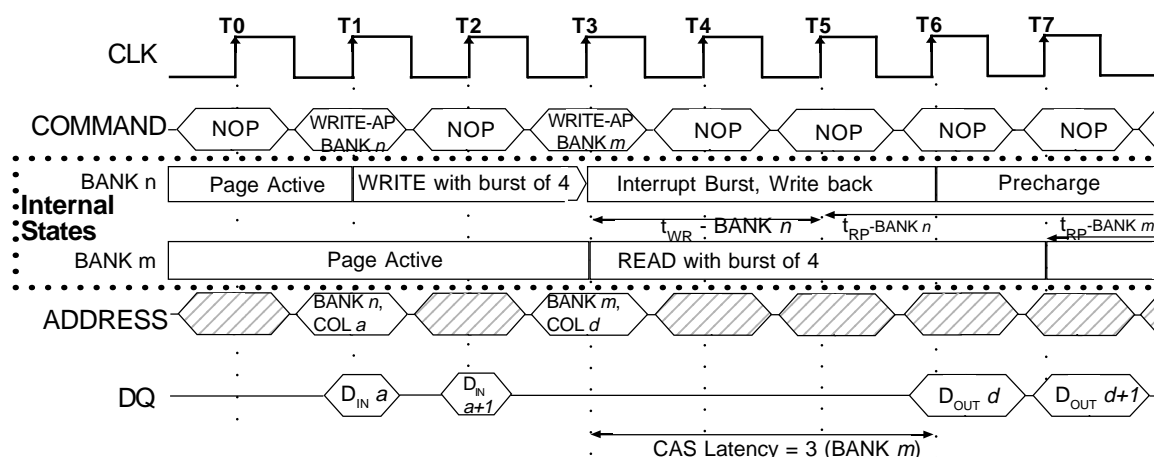 T0 T1 T2 T3 T4 T5 T6 T7
CLK
COMMAND NOP WRITE-AP BANK n NOP WRITE-AP BANK m NOP NOP NOP NOP
BANK n Page Active WRITE with burst of 4 Interrupt Burst, Write back Precharge
Internal
States
tWR - BANK n tRP-BANK n tRP-BANK m
BANK m Page Active READ with burst of 4
ADDRESS BANK n, COL a BANK m, COL d
DQ DIN a DIN a+1 DOUT d DOUT d+1
CAS Latency = 3 (BANK m)